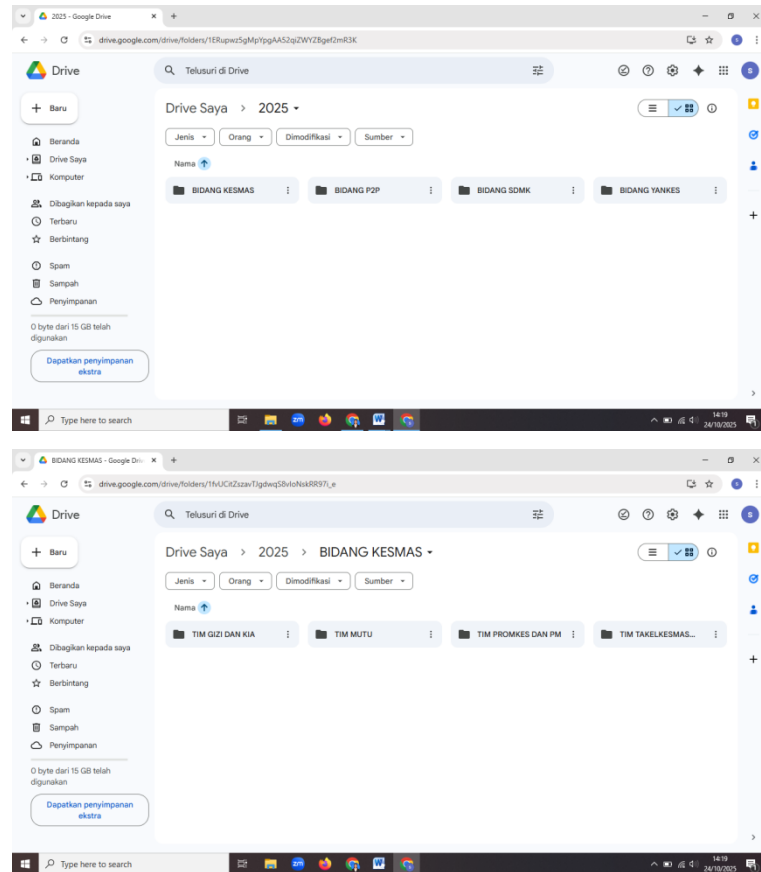 2025 - Google Drive
drive.google.com/drive/folders/1ERupwz5gMpYpgAA52qiZWYZBgef2mR3K
Drive
Telusuri di Drive
Baru
Drive Saya > 2025
Jenis Orang Dimodifikasi Sumber
Nama
BIDANG KESMAS BIDANG P2P BIDANG SDMK BIDANG YANKES
Beranda
Drive Saya
Komputer
Dibagikan kepada saya
Terbaru
Berbintang
Spam
Sampah
Penyimpanan
0 byte dari 15 GB telah
digunakan
Dapatkan penyimpanan
ekstra
Type here to search
zm
W
14:19
24/10/2025
BIDANG KESMAS - Google Driv
drive.google.com/drive/folders/
Drive
Telusuri di Drive
Baru
Drive Saya > 2025 > BIDANG KESMAS
Jenis Orang Dimodifikasi Sumber
Nama
TIM GIZI DAN KIA TIM MUTU TIM PROMKES DAN PM TIM TAKELKESMAS...
Beranda
Drive Saya
Komputer
Dibagikan kepada saya
Terbaru
Berbintang
Spam
Sampah
Penyimpanan
0 byte dari 15 GB telah
digunakan
Dapatkan penyimpanan
ekstra
Type here to search
zm
W
14:19
24/10/2025